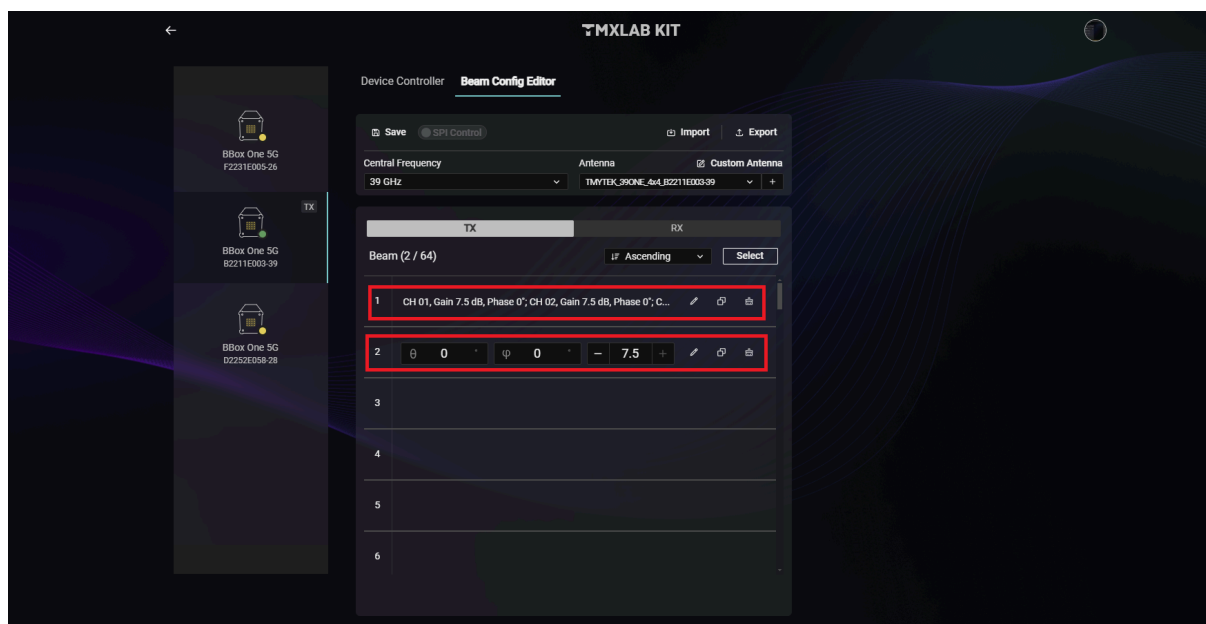 TMXLAB KIT
Device Controller Beam Config Editor
Save SPI Control Import Export
Central Frequency Antenna Custom Antenna
39 GHz TMYTEK_39ONE_4x4_B2211E003-39 +
BBox One 5G
F2231E005-26
TX
BBox One 5G
B2211E003-39
BBox One 5G
D2252E058-28
TX RX
Beam (2 / 64) Ascending Select
1 CH 01, Gain 7.5 dB, Phase 0°; CH 02, Gain 7.5 dB, Phase 0°; C...
2 θ 0 ° φ 0 ° − 7.5 +
3
4
5
6